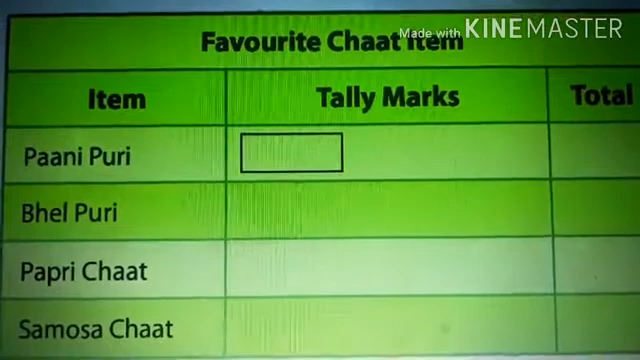 Made with KINEMASTER
Favourite Chaat Item
Item Tally Marks Total
Paani Puri
Bhel Puri
Papri Chaat
Samosa Chaat